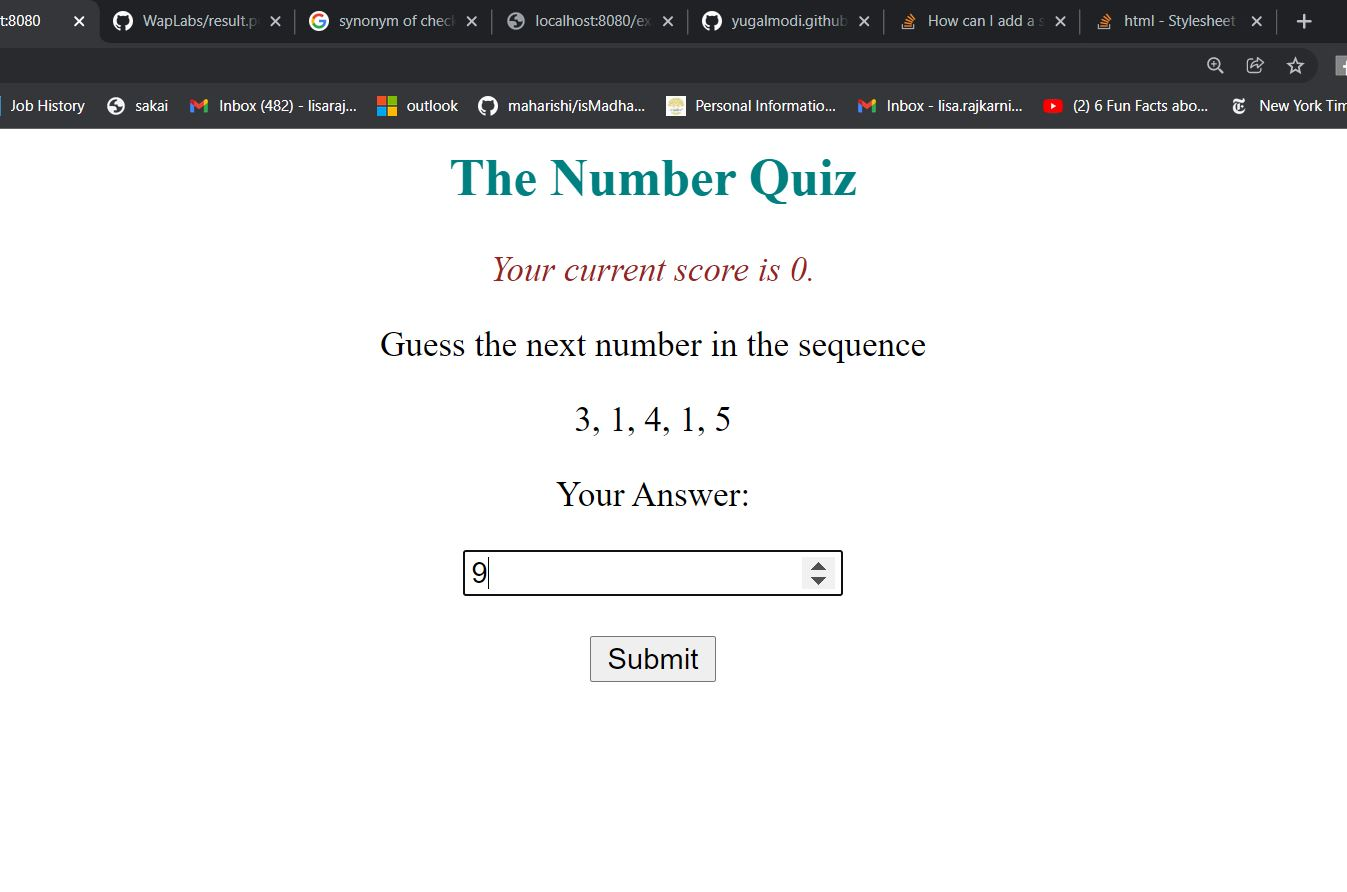 t:8080 WapLabs/result.p synonym of chec localhost:8080/ex yugalmodi.github How can I add a s html - Stylesheet
Job History sakai Inbox (482) - lisaraj... outlook maharishi/isMadha... Personal Informatio... Inbox - lisa.rajkarni... (2) 6 Fun Facts abo... New York Tim
The Number Quiz
Your current score is 0.
Guess the next number in the sequence
3, 1, 4, 1, 5
Your Answer:
9
Submit